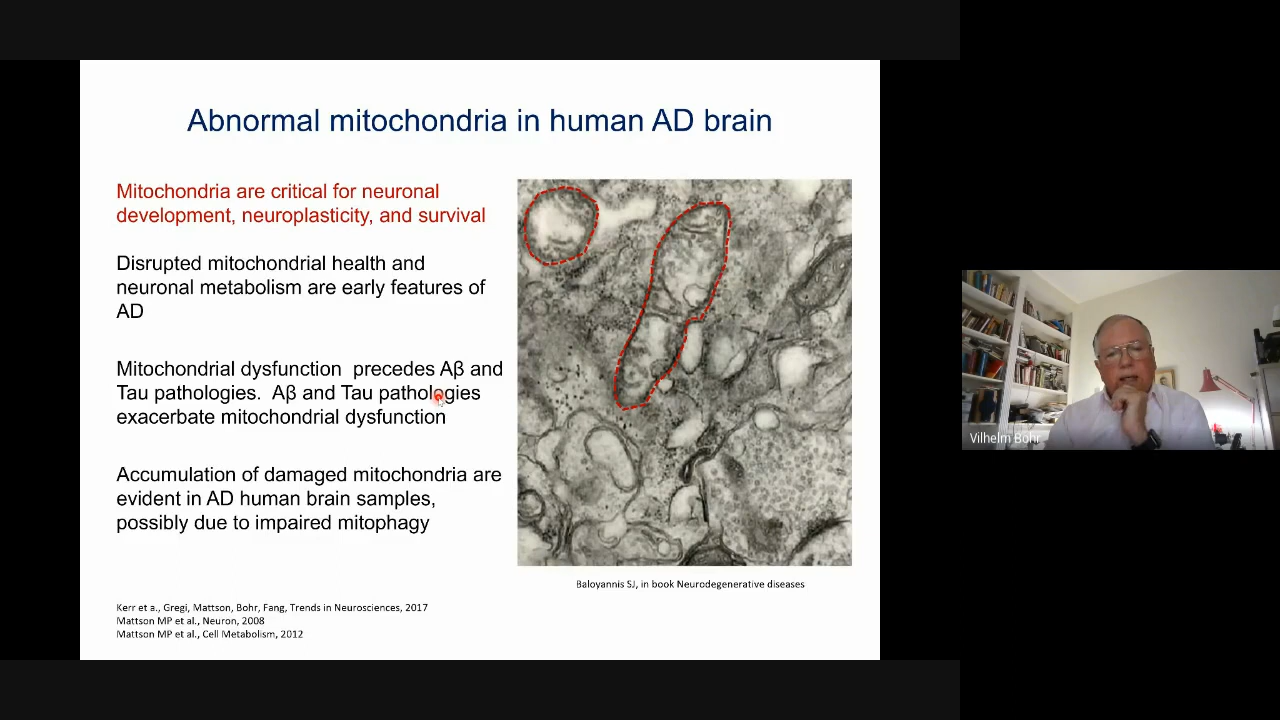 Abnormal mitochondria in human AD brain
Mitochondria are critical for neuronal
development, neuroplasticity, and survival
Disrupted mitochondrial health and
neuronal metabolism are early features of
AD
Mitochondrial dysfunction precedes Aβ and
Tau pathologies. Aβ and Tau pathologies
exacerbate mitochondrial dysfunction
Accumulation of damaged mitochondria are
evident in AD human brain samples,
possibly due to impaired mitophagy
Baloyannis SJ, in book Neurodegenerative diseases
Kerr et a., Gregi, Mattson, Bohr, Fang, Trends in Neurosciences, 2017
Mattson MP et al., Neuron, 2008
Mattson MP et al., Cell Metabolism, 2012
Vilhelm Bohr